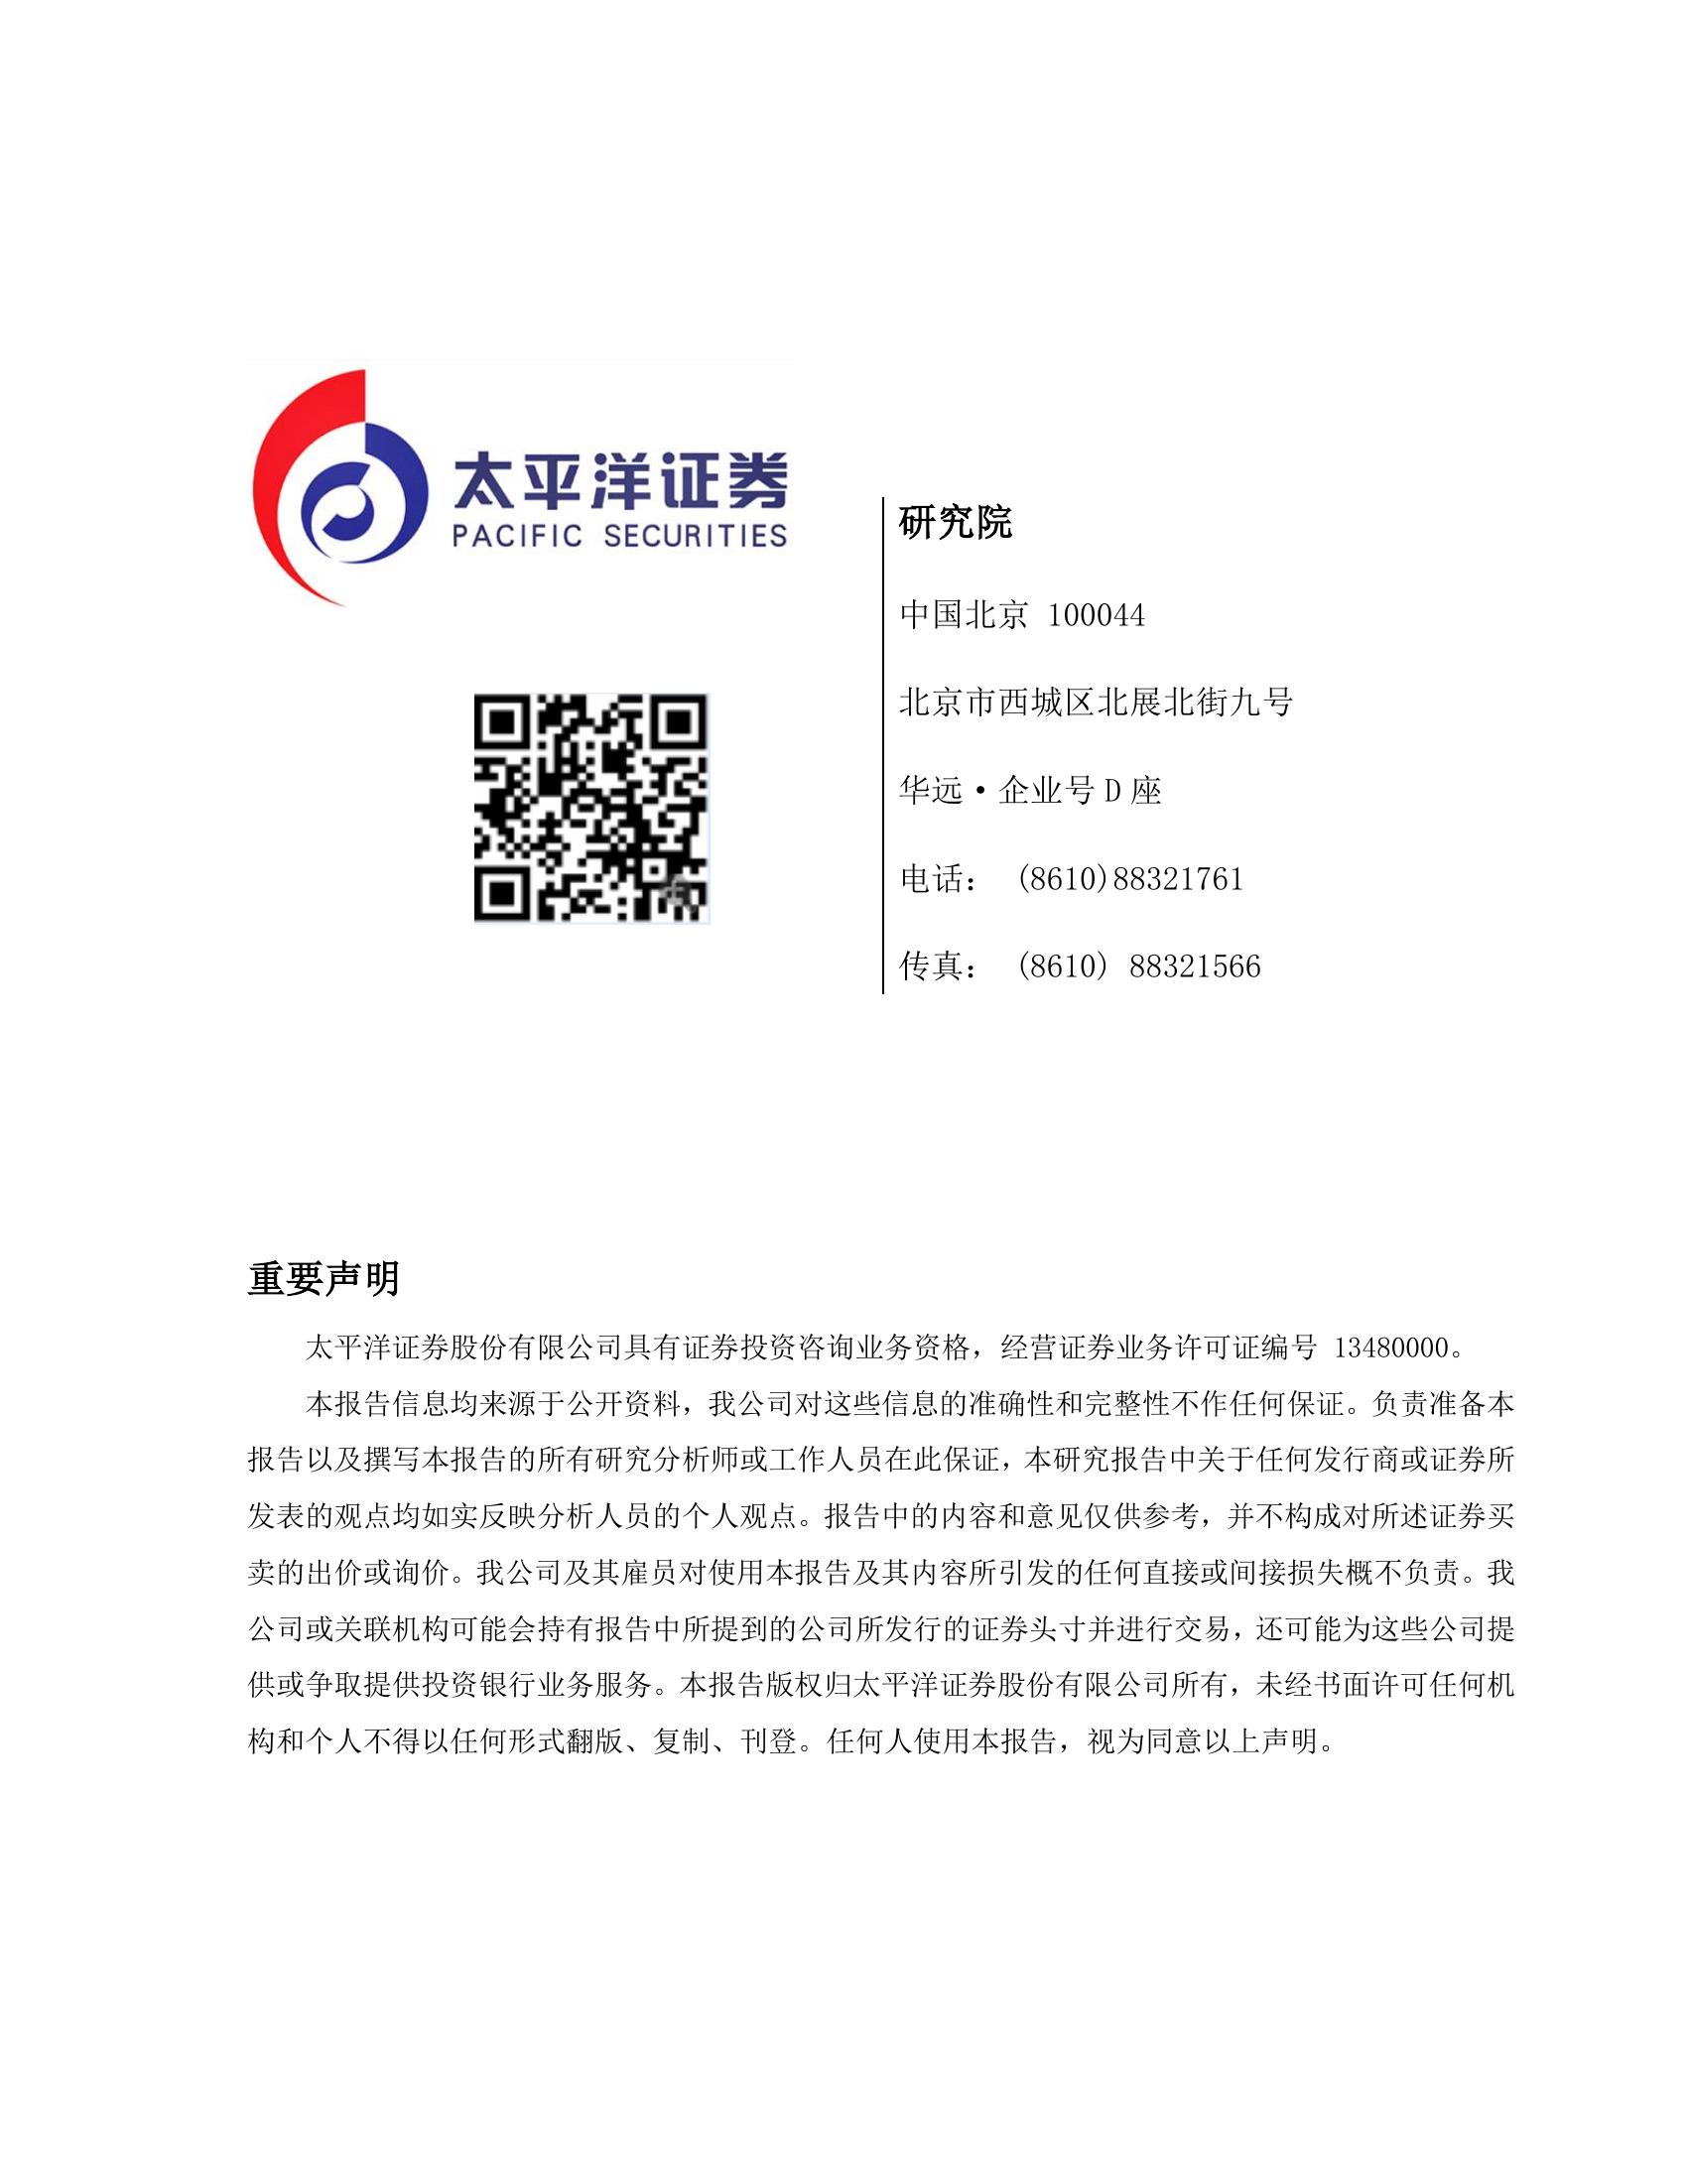 太平洋证券
PACIFIC SECURITIES
研究院
中国北京 100044
北京市西城区北展北街九号
华远·企业号 D 座
电话： (8610)88321761
传真： (8610) 88321566
重要声明
太平洋证券股份有限公司具有证券投资咨询业务资格，经营证券业务许可证编号 13480000。
本报告信息均来源于公开资料，我公司对这些信息的准确性和完整性不作任何保证。负责准备本
报告以及撰写本报告的所有研究分析师或工作人员在此保证，本研究报告中关于任何发行商或证券所
发表的观点均如实反映分析人员的个人观点。报告中的内容和意见仅供参考，并不构成对所述证券买
卖的出价或询价。我公司及其雇员对使用本报告及其内容所引发的任何直接或间接损失概不负责。我
公司或关联机构可能会持有报告中所提到的公司所发行的证券头寸并进行交易，还可能为这些公司提
供或争取提供投资银行业务服务。本报告版权归太平洋证券股份有限公司所有，未经书面许可任何机
构和个人不得以任何形式翻版、复制、刊登。任何人使用本报告，视为同意以上声明。